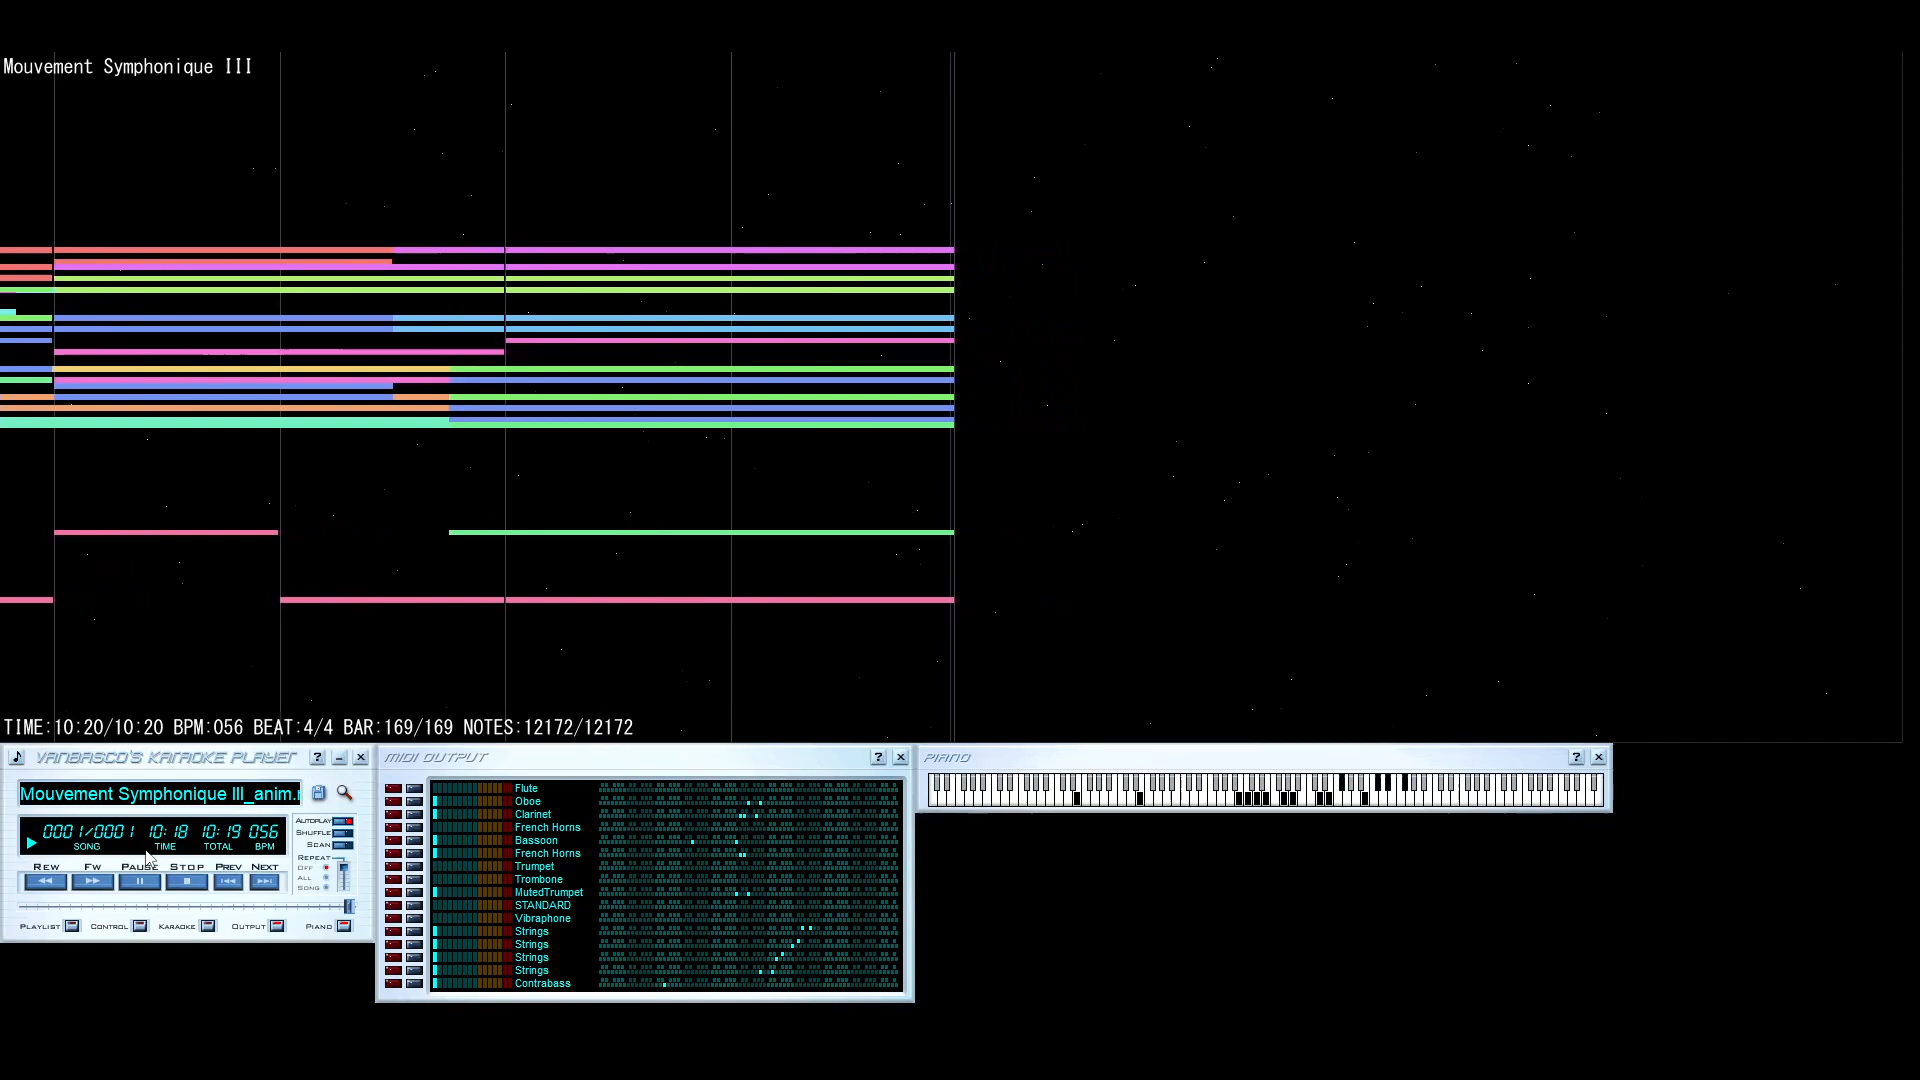 Mouvement Symphonique III
TIME:10:20/10:20 BPM:056 BEAT:4/4 BAR:169/169 NOTES:12172/12172
VANBASCO'S KARAOKE PLAYER ?
Mouvement Symphonique III_anim.
0001/0001 10:18 10:19 056
SONG TIME TOTAL BPM
AUTOPLAY
SHUFFLE
SCAN
REPEAT
OFF
ALL
SONG
REW FW PAUSE STOP PREV NEXT
PLAYLIST CONTROL KARAOKE OUTPUT PIANO
MIDI OUTPUT ?
Flute
Oboe
Clarinet
French Horns
Bassoon
French Horns
Trumpet
Trombone
MutedTrumpet
STANDARD
Vibraphone
Strings
Strings
Strings
Strings
Contrabass
PIANO ?